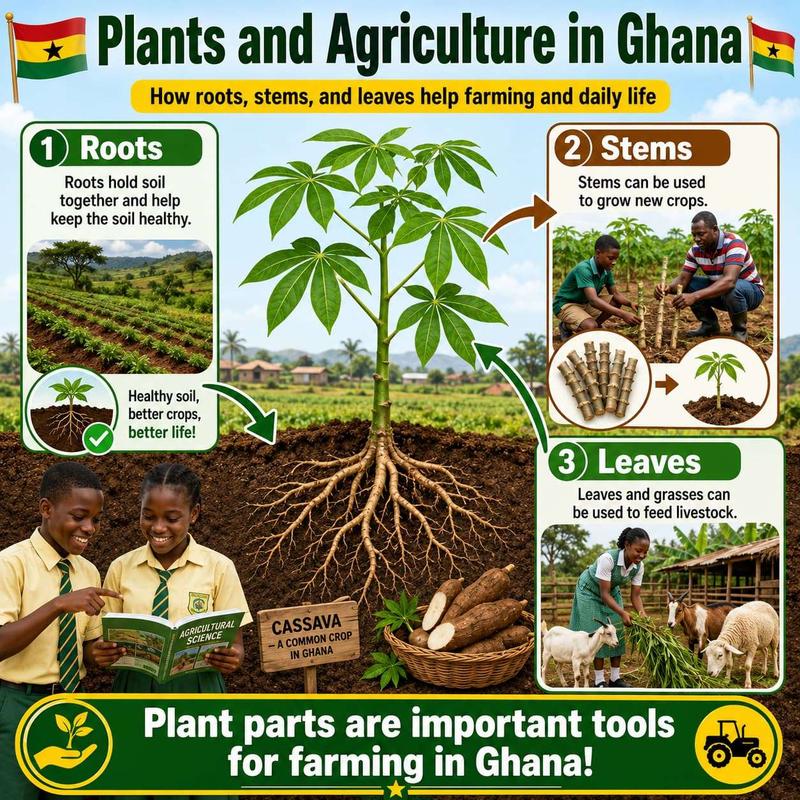 Plants and Agriculture in Ghana
How roots, stems, and leaves help farming and daily life
1 Roots
Roots hold soil
together and help
keep the soil healthy.
Healthy soil,
better crops,
better life!
2 Stems
Stems can be used
to grow new crops.
3 Leaves
Leaves and grasses can
be used to feed livestock.
AGRICULTURAL
SCIENCE
CASSAVA
– A COMMON CROP
IN GHANA
Plant parts are important tools
for farming in Ghana!